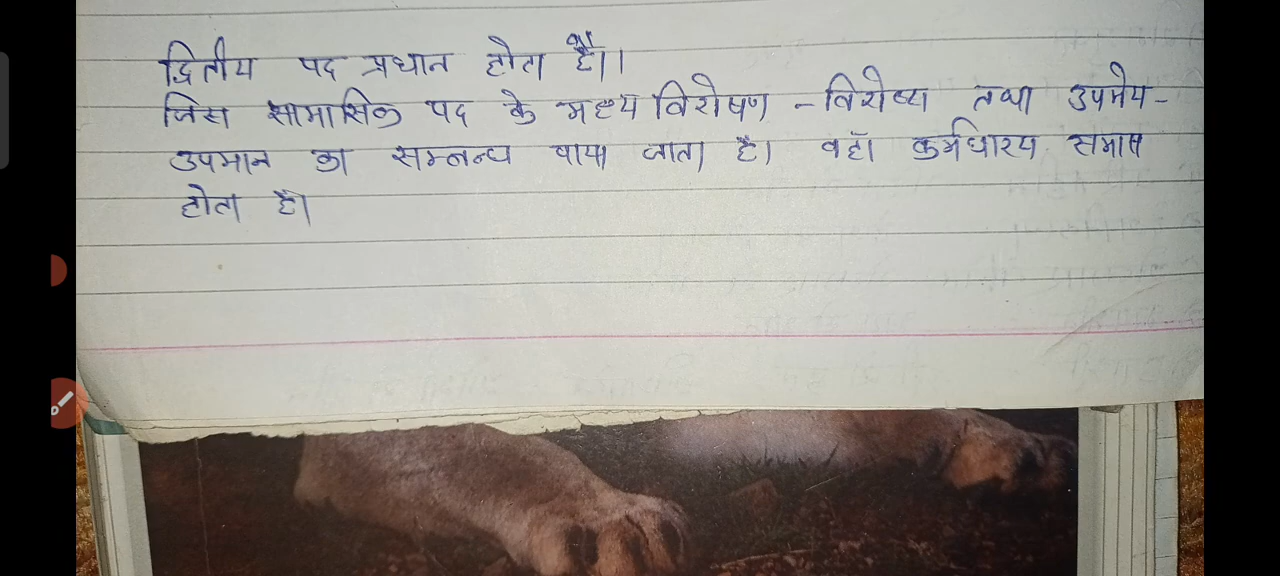 द्वितीय पद प्रधान होता है।।
जिस सामासिक पद के मध्य विशेषण - विशेष्य तथा उपमेय-
उपमान का सम्बन्ध पाया जाता है। वहाँ कर्मधारय समास
होता है।